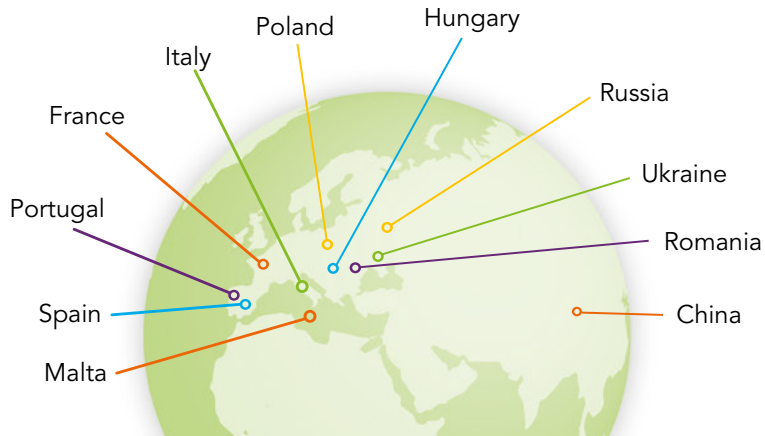 Hungary
Poland
Italy
Russia
France
Ukraine
Portugal
Romania
Spain
China
Malta